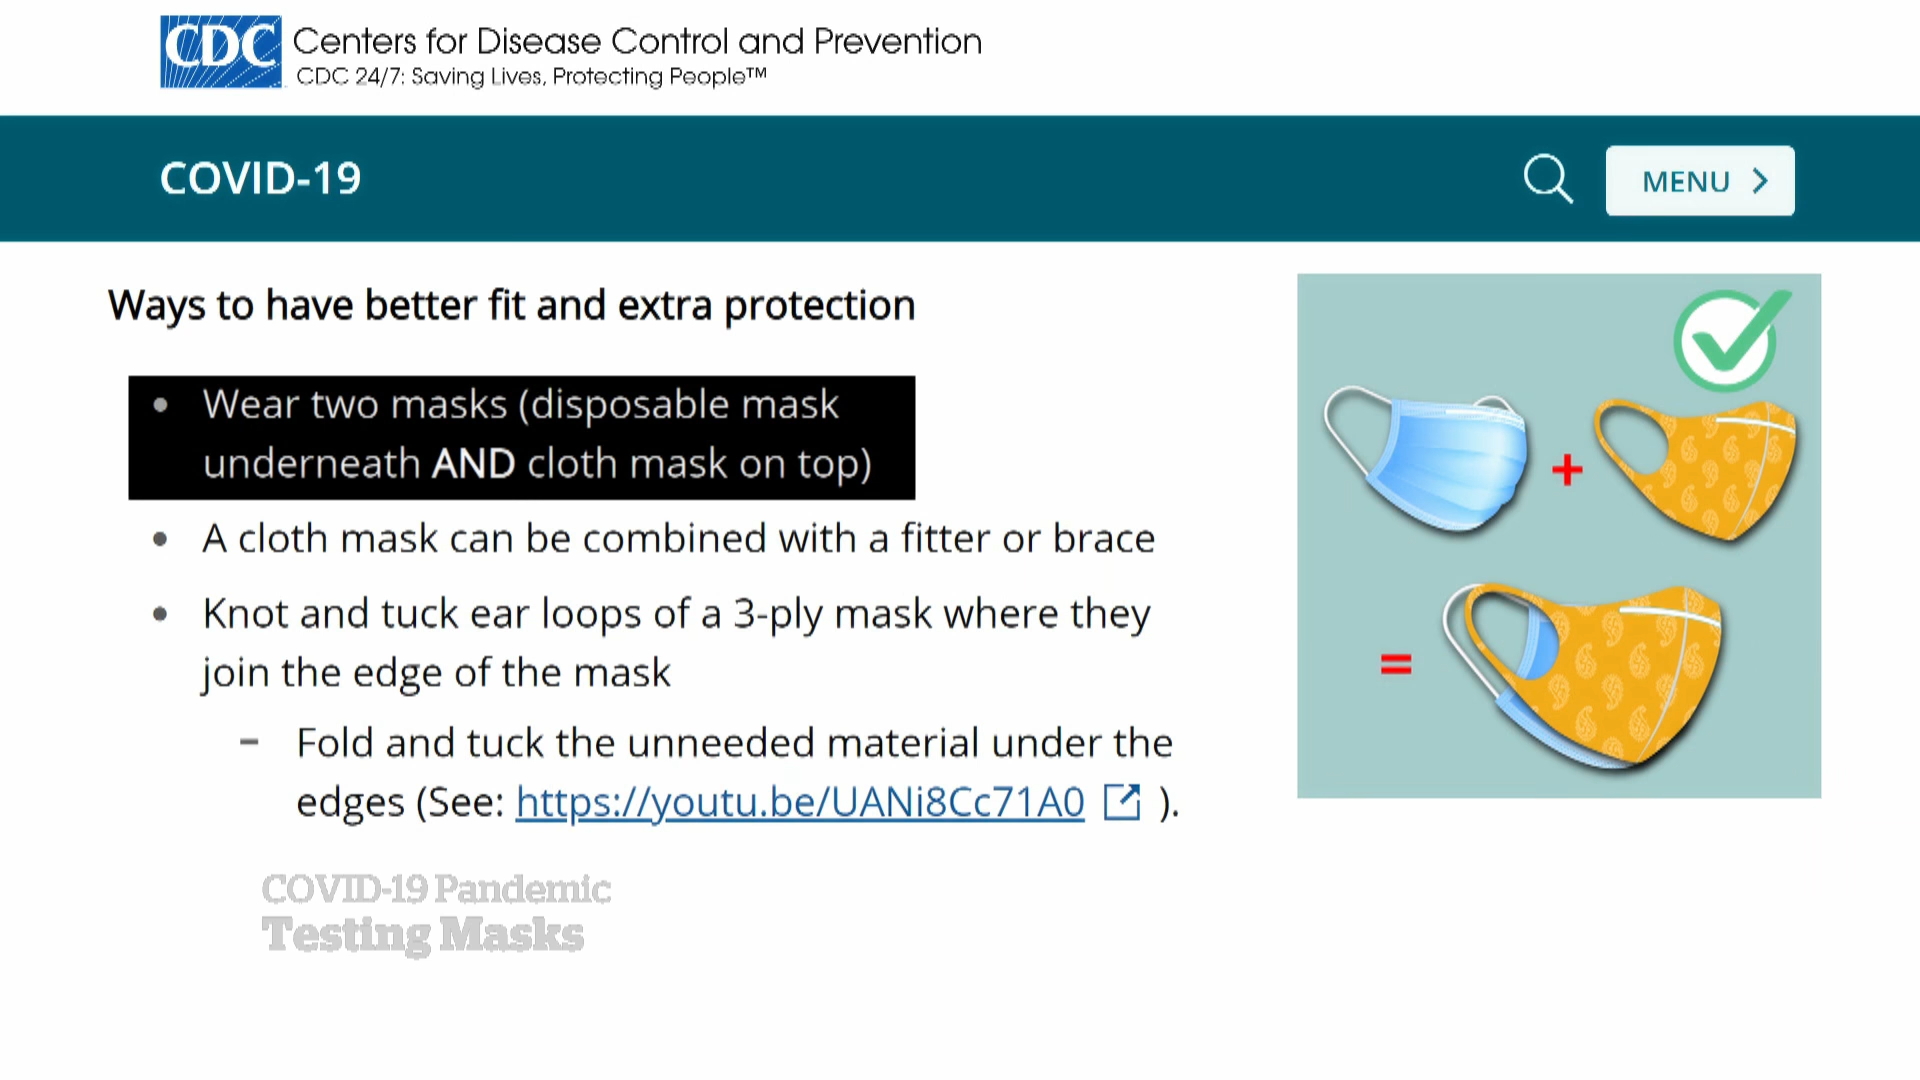 CDC Centers for Disease Control and Prevention
CDC 24/7: Saving Lives, Protecting People™
COVID-19
MENU
Ways to have better fit and extra protection
• Wear two masks (disposable mask
underneath AND cloth mask on top)
• A cloth mask can be combined with a fitter or brace
• Knot and tuck ear loops of a 3-ply mask where they
join the edge of the mask
– Fold and tuck the unneeded material under the
edges (See: https://youtu.be/UANi8Cc71A0 ).
+
=
COVID-19 Pandemic
Testing Masks